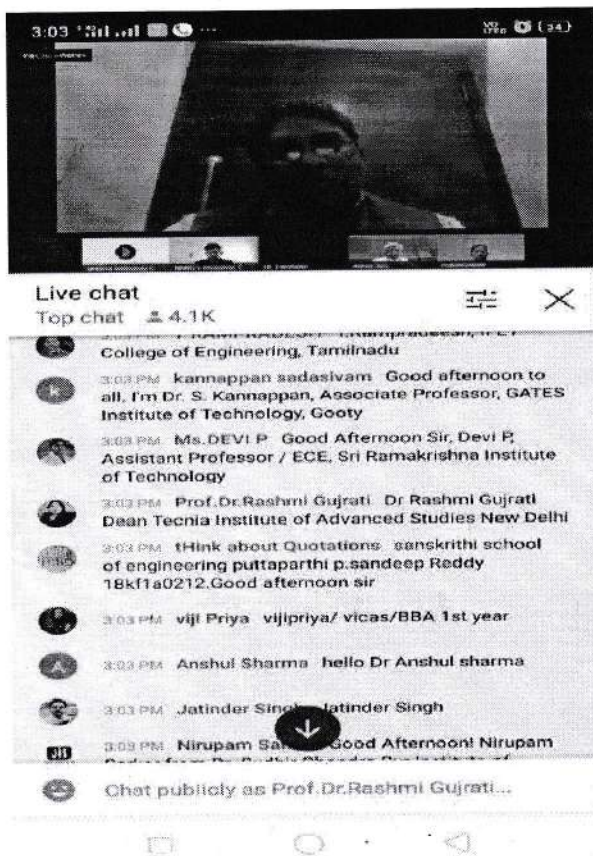 3:03
34
Live chat
Top chat 4.1K
College of Engineering, Tamilnadu
3:03 PM kannappan sadasivam Good afternoon to
all, I'm Dr. S. Kannappan, Associate Professor, GATES
Institute of Technology, Gooty
3:03 PM Ms.DEVI P Good Afternoon Sir, Devi P,
Assistant Professor / ECE, Sri Ramakrishna Institute
of Technology
3:03 PM Prof.Dr.Rashmi Gujrati Dr Rashmi Gujrati
Dean Tecnia Institute of Advanced Studies New Delhi
3:03 PM tHink about Quotations sanskrithi school
of engineering puttaparthi p.sandeep Reddy
18kf1a0212.Good afternoon sir
3:03 PM viji Priya vijipriya/ vicas/BBA 1st year
3:03 PM Anshul Sharma hello Dr Anshul sharma
3:03 PM Jatinder Singh Jatinder Singh
3:03 PM Nirupam Good Afternoon! Nirupam
Chat publicly as Prof.Dr.Rashmi Gujrati...